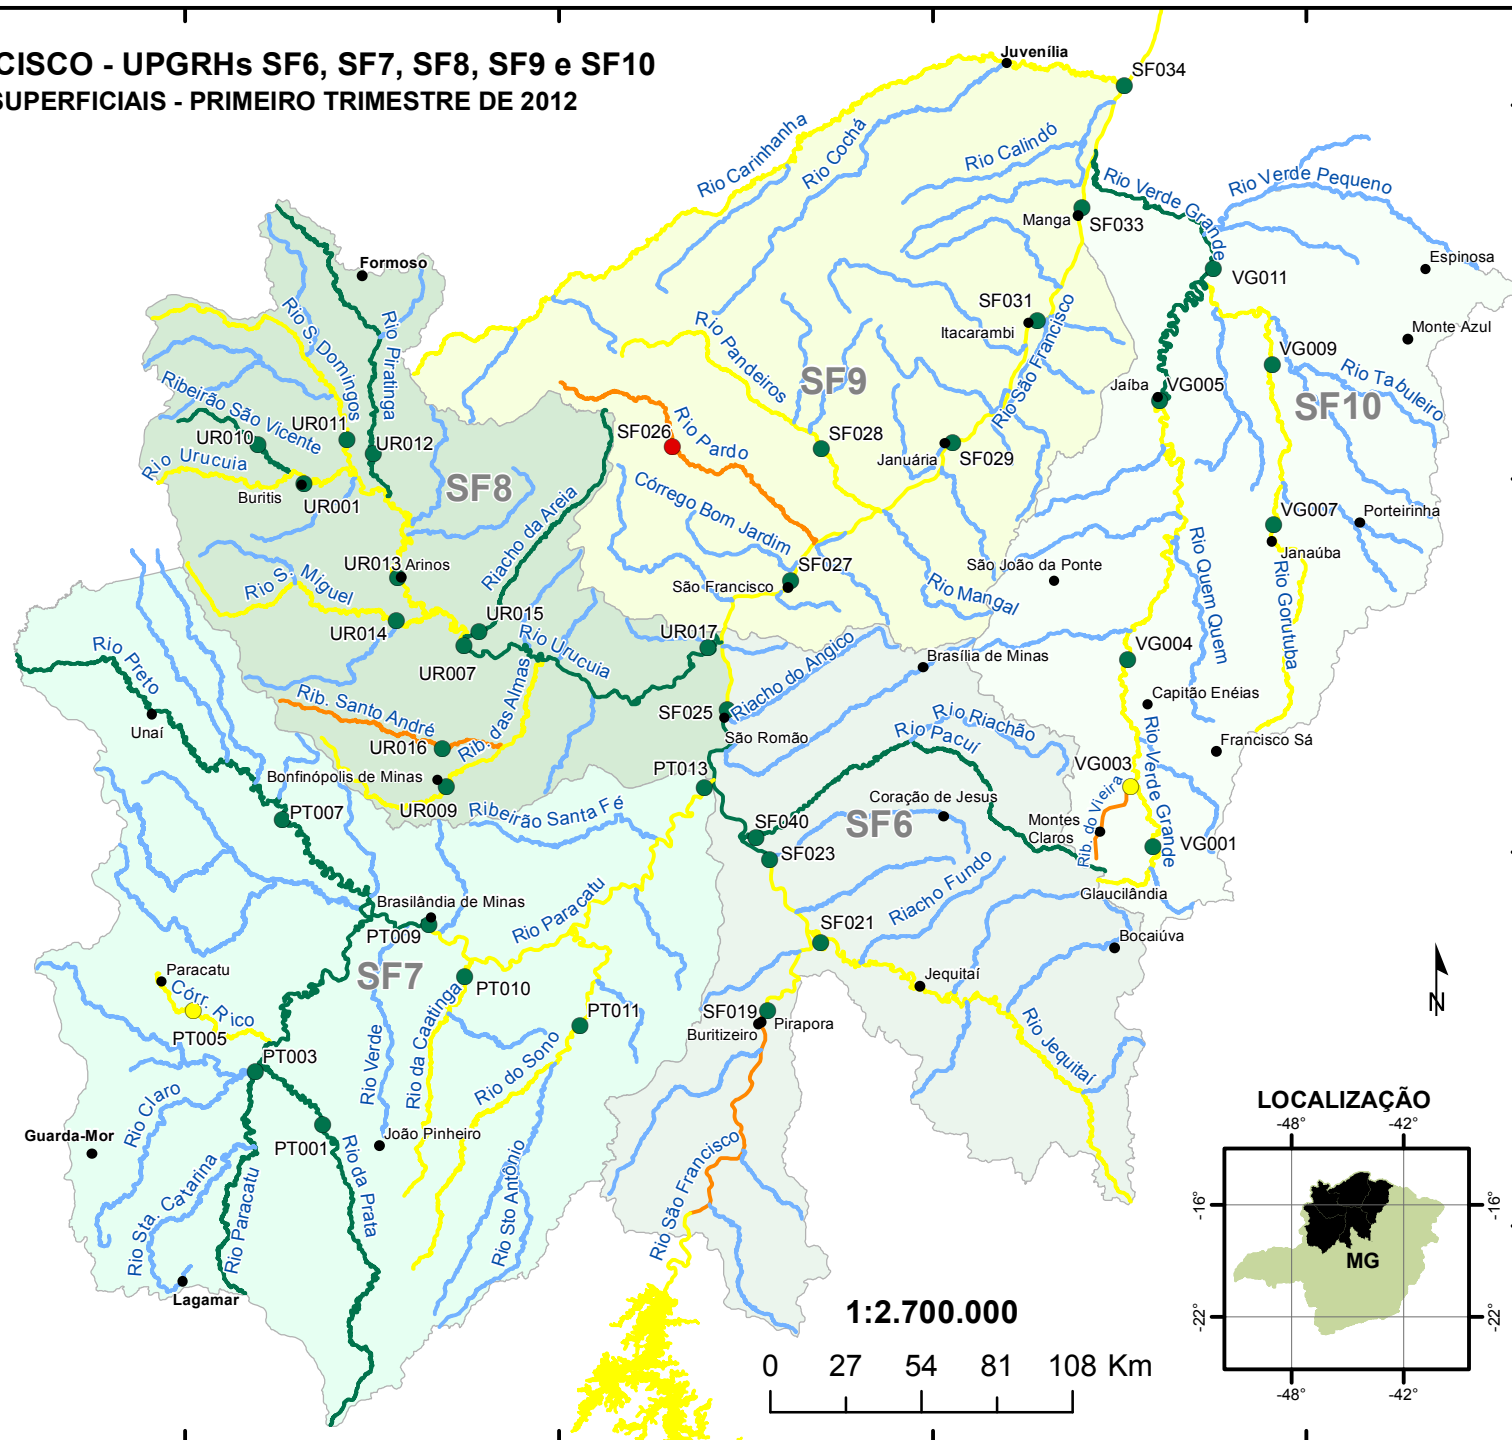 CISCO - UPGRHs SF6, SF7, SF8, SF9 e SF10
SUPERFICIAIS - PRIMEIRO TRIMESTRE DE 2012
Juvenília
SF034
Rio Carinhanha
Rio Cochá
Rio Calindó
Rio Verde Grande
Rio Verde Pequeno
Manga
SF033
Formoso
Espinosa
VG011
SF031
Itacarambi
Rio S. Domingos
Rio Piratinga
Rio Pandeiros
Rio São Francisco
Monte Azul
VG009
Rio Tabuleiro
SF9
SF10
Jaíba
VG005
Ribeirão São Vicente
UR010
UR011
UR012
SF026
Rio Pardo
SF028
Januária
SF029
Rio Urucuia
Buritis
UR001
SF8
Córrego Bom Jardim
Riacho da Areia
VG007
Porteirinha
Janaúba
UR013
Arinos
Rio S. Miguel
São Francisco
SF027
Rio Mangal
São João da Ponte
Rio Quem Quem
Rio Gorutuba
UR014
UR015
UR007
Rio Urucuia
UR017
Riacho do Angico
Brasília de Minas
VG004
Rio Preto
Unaí
Rib. Santo André
UR016
Rib. das Almas
SF025
São Romão
Rio Riachão
Rio Pacuí
Capitão Enéias
Francisco Sá
Bonfinópolis de Minas
UR009
PT013
VG003
Rio Verde Grande
Rib. do Vieira
Ribeirão Santa Fé
PT007
SF040
SF6
Coração de Jesus
Montes
Claros
SF023
VG001
Riacho Fundo
Glaucilândia
Brasilândia de Minas
Rio Paracatu
PT009
SF021
Bocaiúva
SF7
Paracatu
Córr. Rico
PT005
PT010
Jequitaí
PT011
SF019
Pirapora
Buritizeiro
N
PT003
Rio Verde
Rio da Caatinga
Rio do Sono
Rio Jequitaí
Rio Claro
Guarda-Mor
PT001
João Pinheiro
Rio da Prata
Rio São Francisco
Rio Sta. Catarina
Rio Paracatu
Rio Sto Antônio
Lagamar
LOCALIZAÇÃO
-48°
-42°
-16°
-16°
MG
-22°
-22°
-48°
-42°
1:2.700.000
0 27 54 81 108 Km